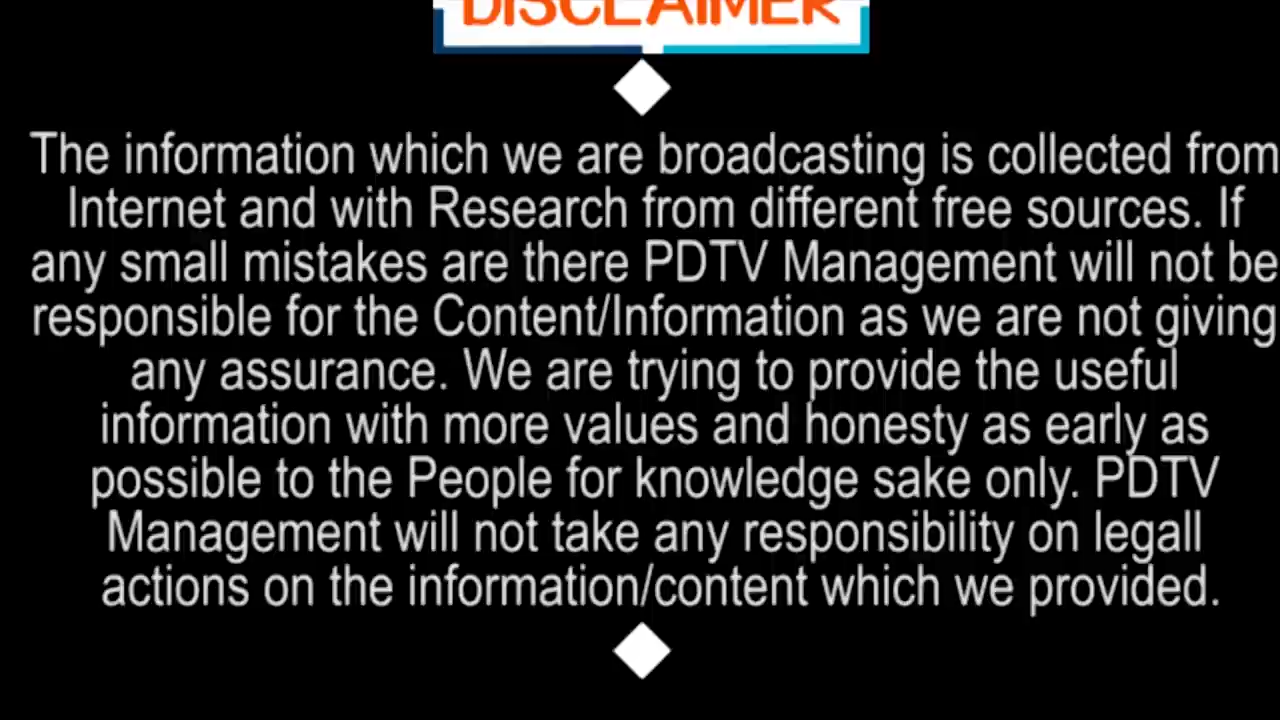 DISCLAIMER
The information which we are broadcasting is collected from
Internet and with Research from different free sources. If
any small mistakes are there PDTV Management will not be
responsible for the Content/Information as we are not giving
any assurance. We are trying to provide the useful
information with more values and honesty as early as
possible to the People for knowledge sake only. PDTV
Management will not take any responsibility on legall
actions on the information/content which we provided.